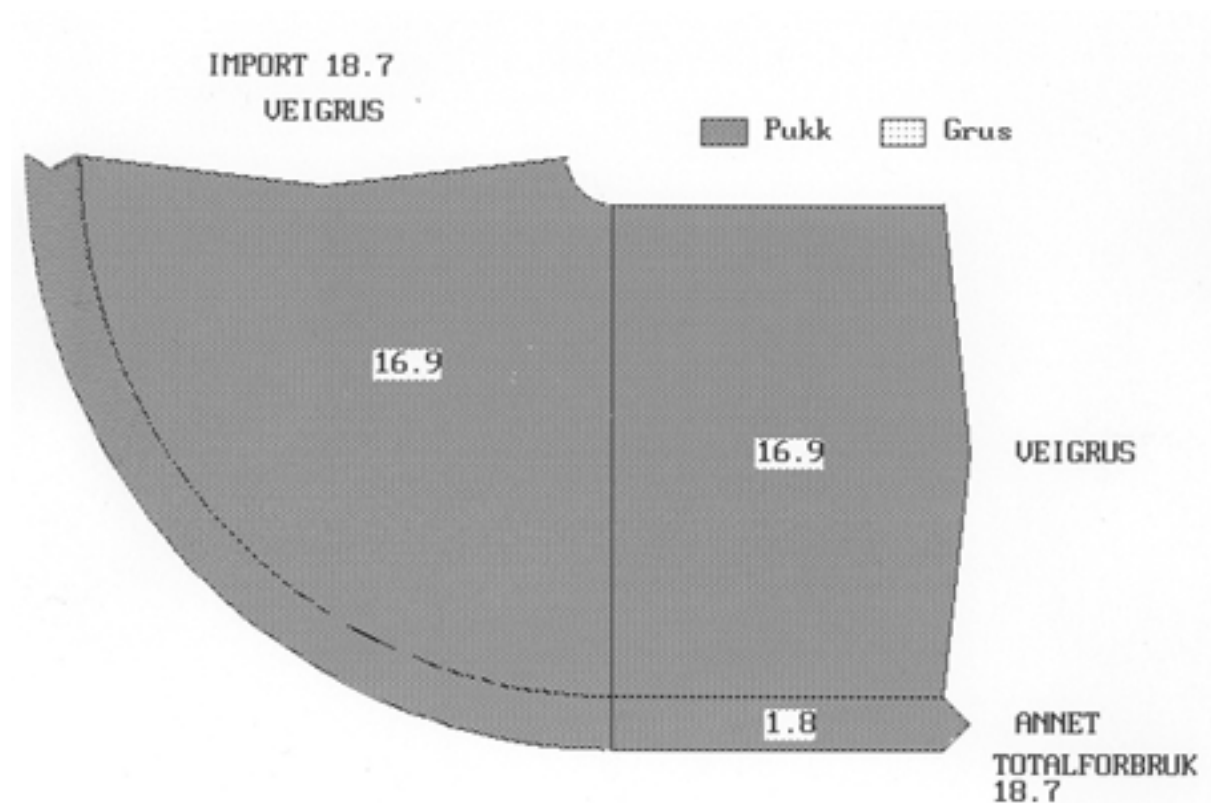 IMPORT 18.7
VEIGRUS
Pukk Grus
16.9
16.9
VEIGRUS
1.8
ANNET
TOTALFORBRUK
18.7